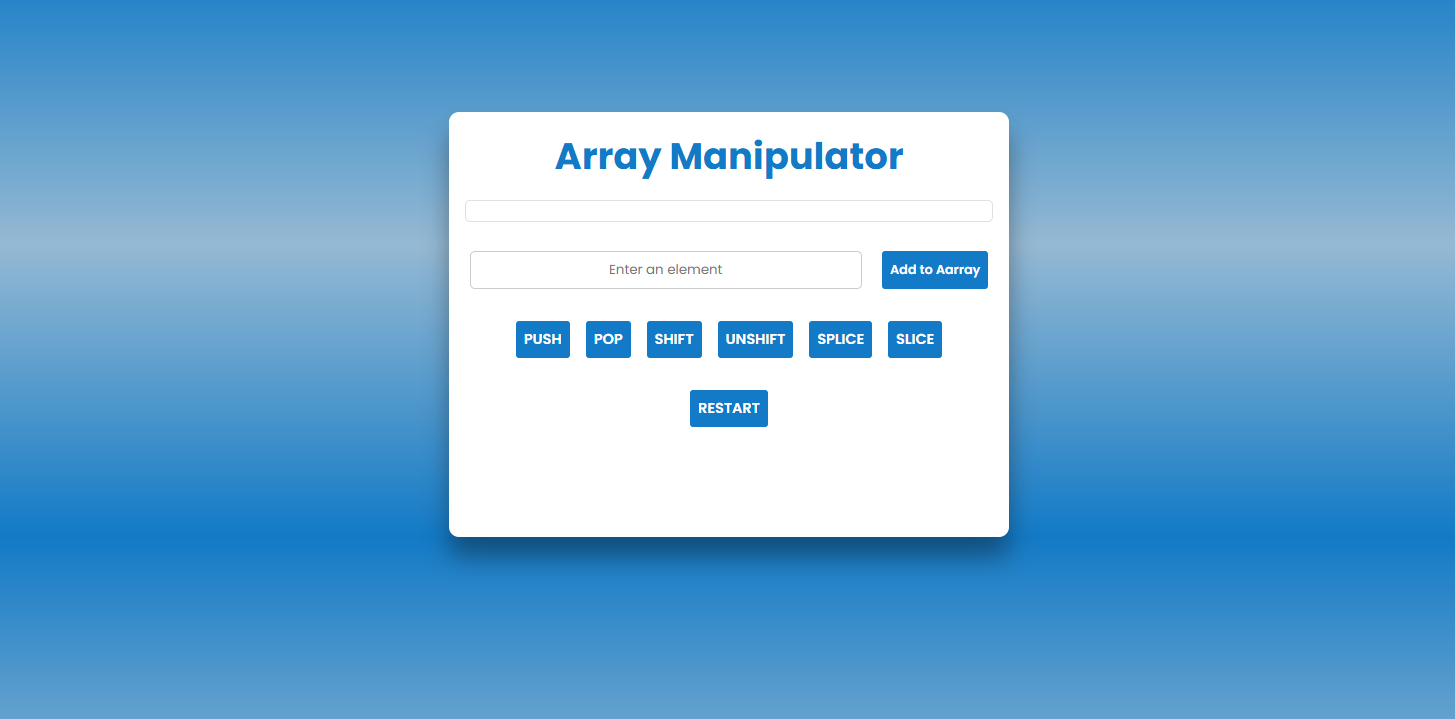 Array Manipulator
Enter an element
Add to Aarray
PUSH POP SHIFT UNSHIFT SPLICE SLICE
RESTART